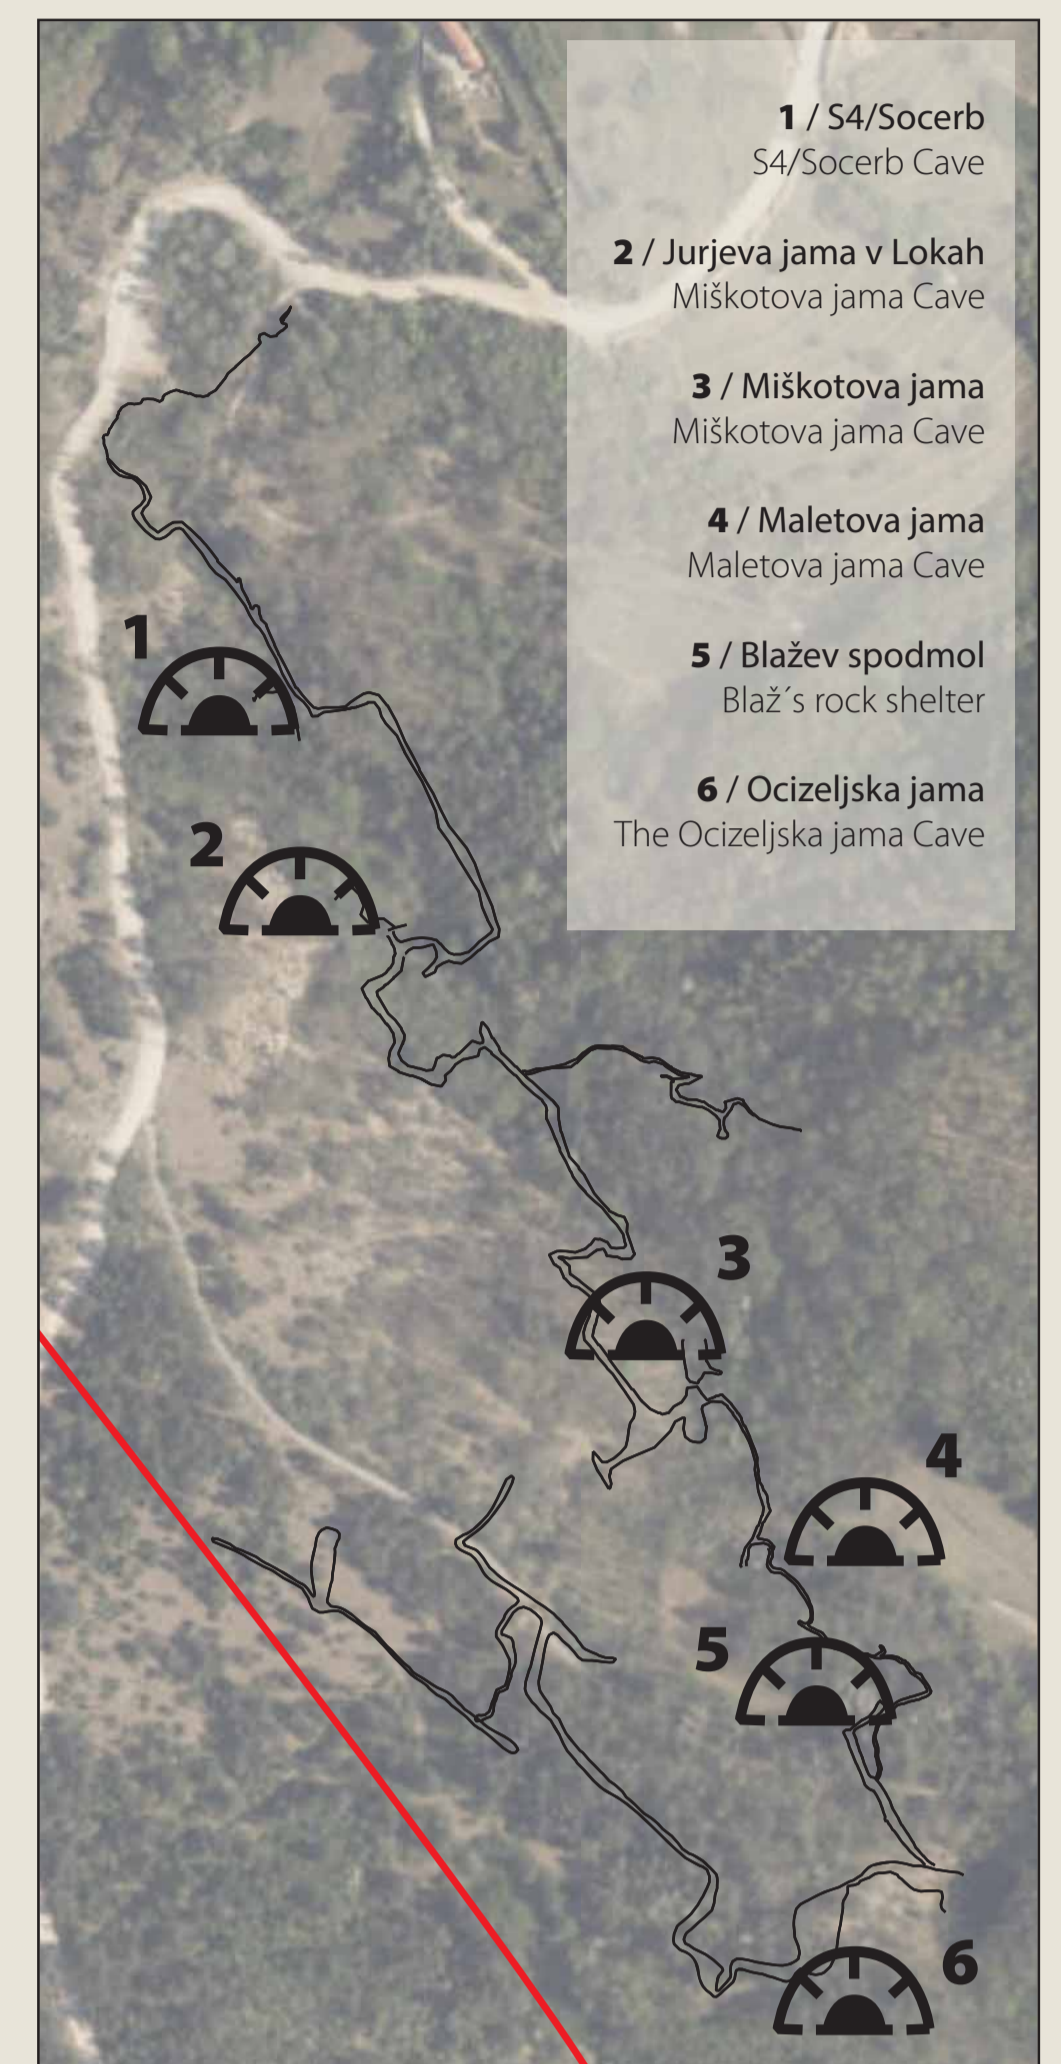 1 / S4/Socerb
S4/Socerb Cave
2 / Jurjeva jama v Lokah
Miškotova jama Cave
3 / Miškotova jama
Miškotova jama Cave
4 / Maletova jama
Maletova jama Cave
5 / Blažev spodmol
Blaž´s rock shelter
6 / Ocizeljska jama
The Ocizeljska jama Cave
1
2
3
4
5
6